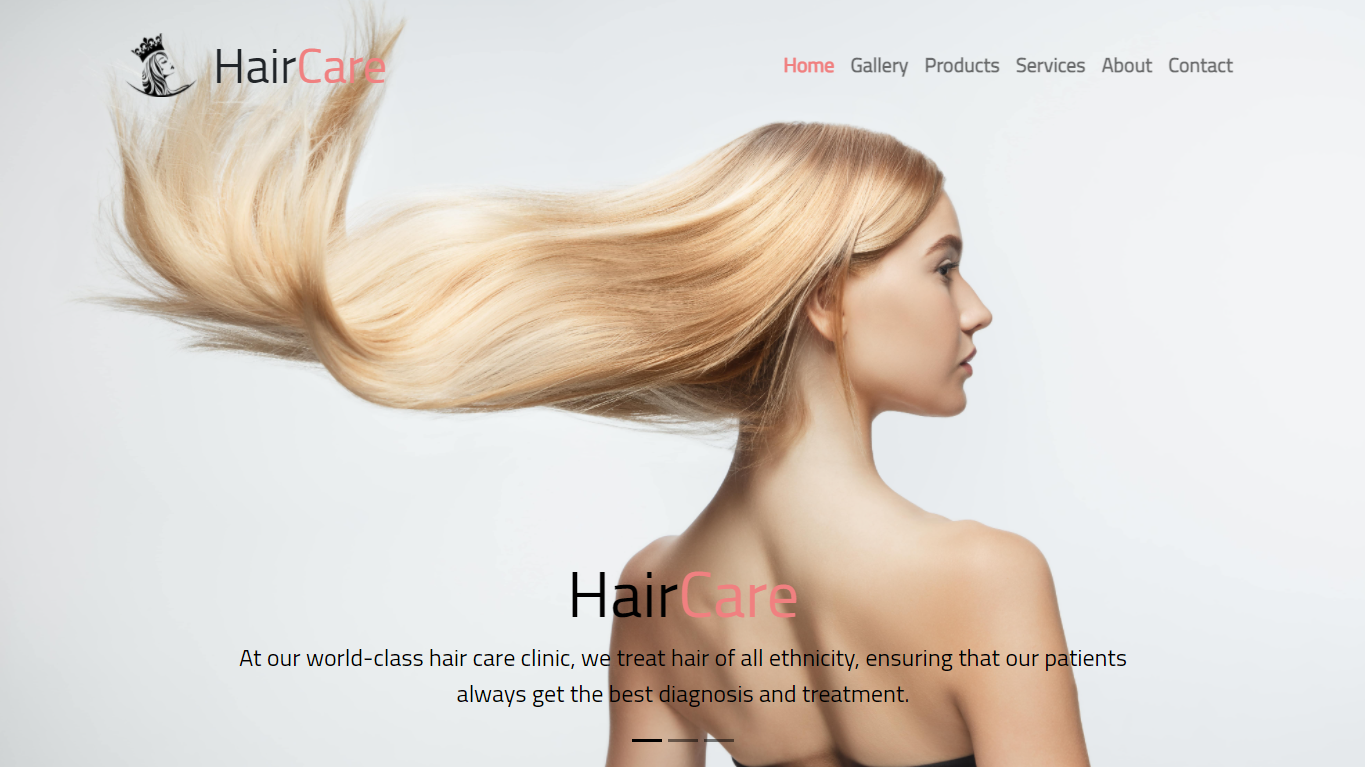 HairCare
Home Gallery Products Services About Contact
HairCare
At our world-class hair care clinic, we treat hair of all ethnicity, ensuring that our patients
always get the best diagnosis and treatment.